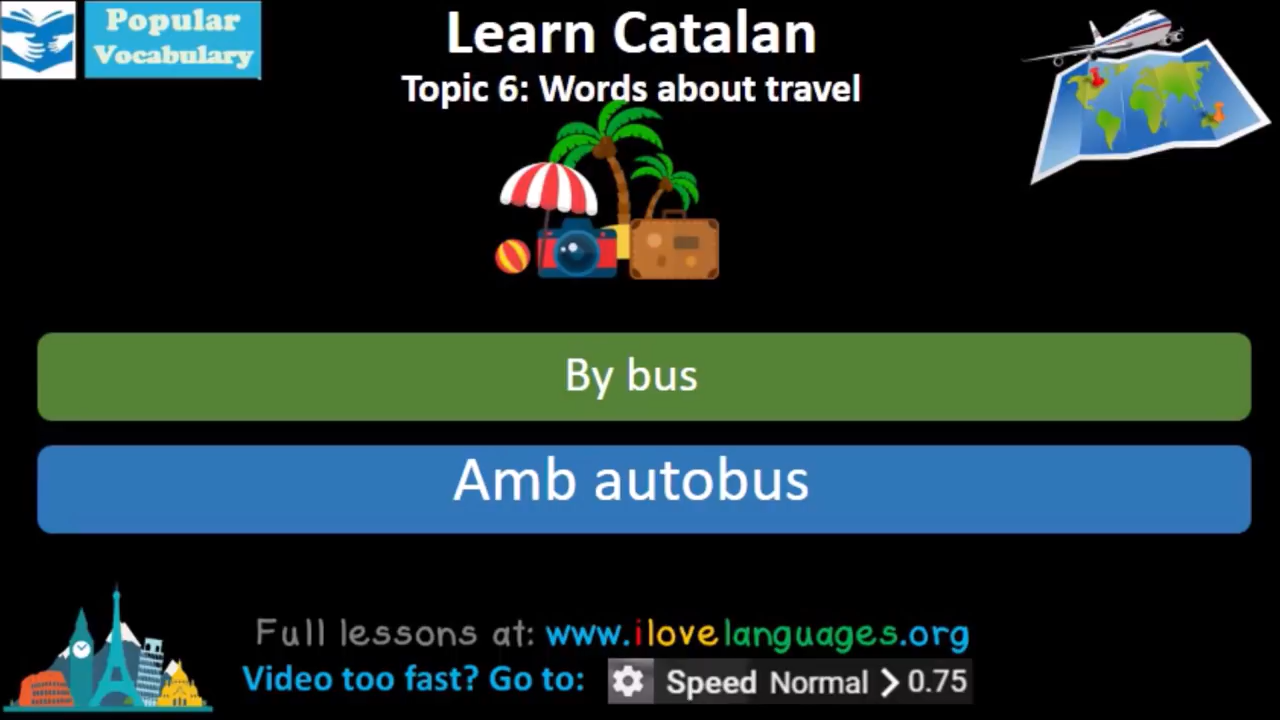 Popular
Vocabulary
Learn Catalan
Topic 6: Words about travel
By bus
Amb autobus
Full lessons at: www.ilovelanguages.org
Video too fast? Go to: Speed Normal > 0.75